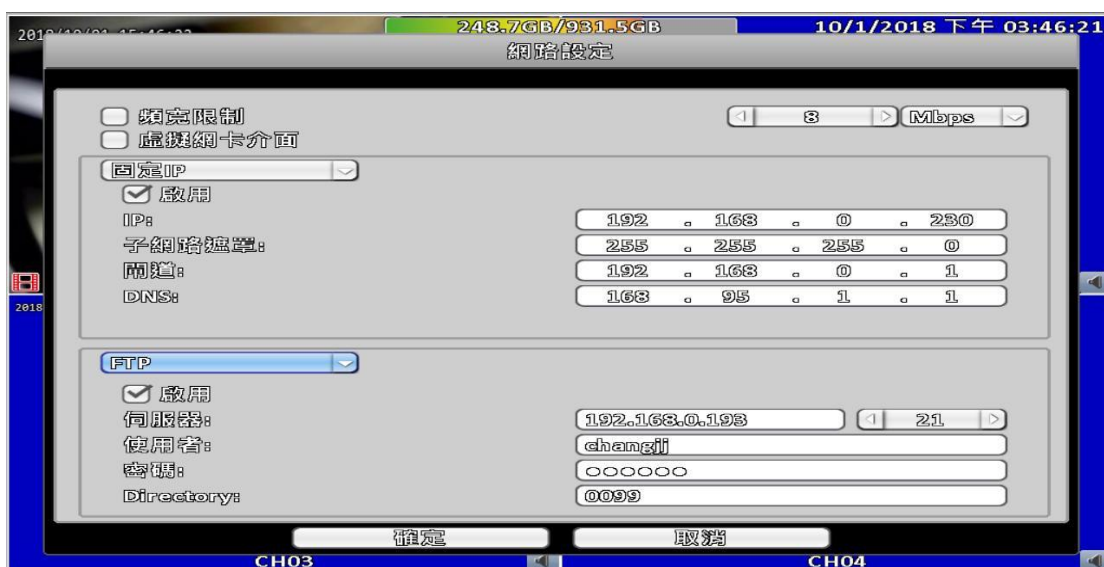 248.7GB/931.5GB
10/1/2018 下午 03:46:21
網路設定
頻寬限制 8 Mbps
虛擬網卡介面
固定IP
啟用
IP: 192 . 168 . 0 . 230
子網路遮罩: 255 . 255 . 255 . 0
閘道: 192 . 168 . 0 . 1
DNS: 168 . 95 . 1 . 1
2018
FTP
啟用
伺服器: 192.168.0.193 21
使用者: changjj
密碼: ○○○○○○
Directory: 0099
確定 取消
CH03 CH04